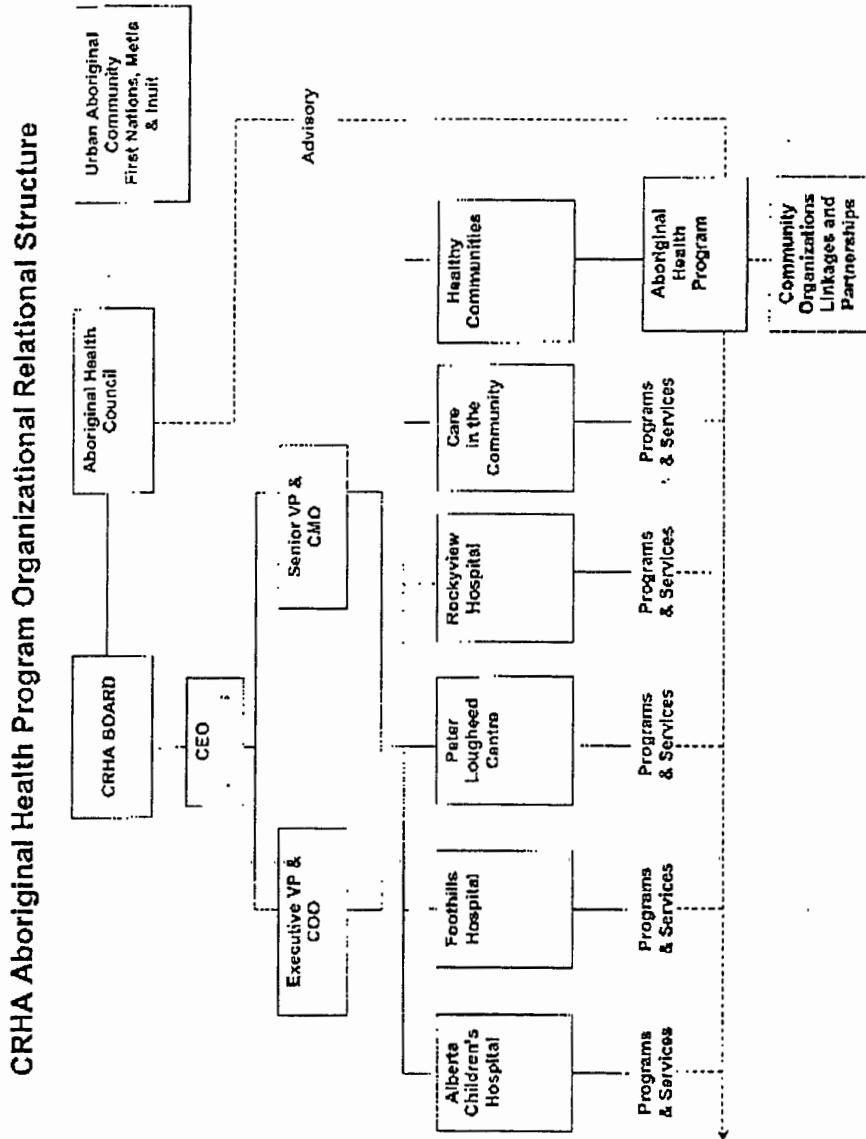 CRHA Aboriginal Health Program Organizational Relational Structure
CRHA BOARD
Aboriginal Health
Council
Urban Aboriginal
Community
First Nations, Metis
& Inuit
CEO
Executive VP &
COO
Senior VP &
CMO
Advisory
Alberta
Children's
Hospital
Foothills
Hospital
Peter
Lougheed
Centre
Rockyview
Hospital
Care
in the
Community
Healthy
Communities
Programs
& Services
Programs
& Services
Programs
& Services
Programs
& Services
Programs
& Services
Aboriginal
Health
Program
Community
Organizations
Linkages and
Partnerships